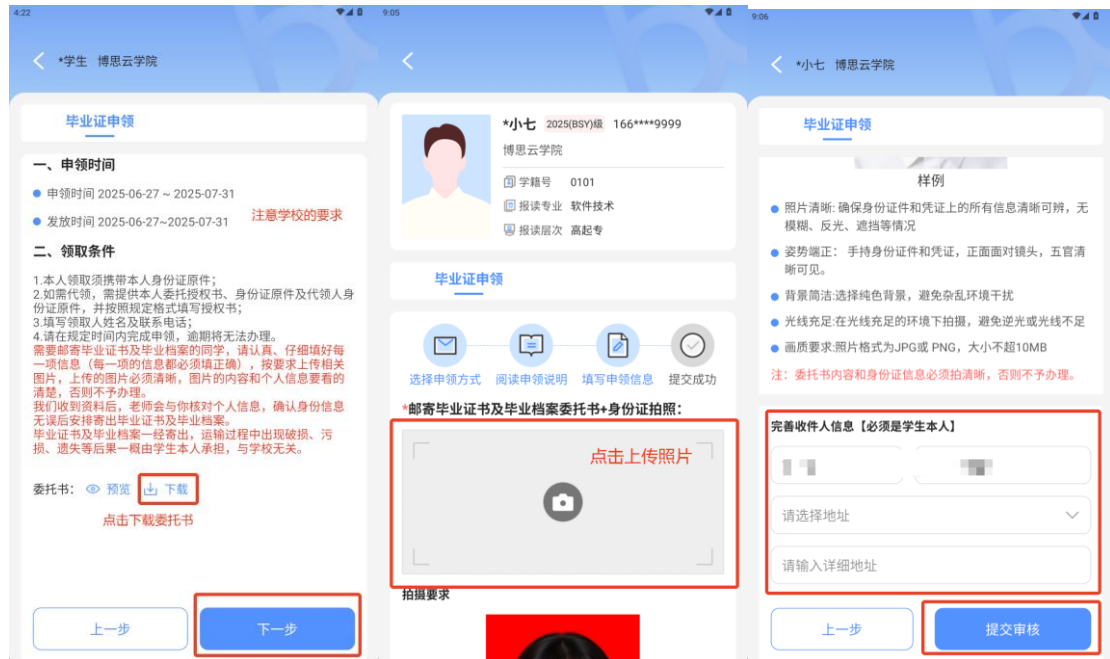 4:22
*学生 博思云学院
毕业证申领
一、申领时间
申领时间 2025-06-27 ~ 2025-07-31
发放时间 2025-06-27~2025-07-31
注意学校的要求
二、领取条件
1.本人领取须携带本人身份证原件；
2.如需代领，需提供本人委托授权书、身份证原件及代领人身
份证原件，并按照规定格式填写授权书；
3.填写领取人姓名及联系电话；
4.请在规定时间内完成申领，逾期将无法办理。
需要邮寄毕业证书及毕业档案的同学，请认真、仔细填好每
一项信息（每一项的信息都必须填正确），按要求上传相关
图片，上传的图片必须清晰，图片的内容和个人信息要看的
清楚，否则不予办理。
我们收到资料后，老师会与你核对个人信息，确认身份信息
无误后安排寄出毕业证书及毕业档案。
毕业证书及毕业档案一经寄出，运输过程中出现破损、污
损、遗失等后果一概由学生本人承担，与学校无关。
委托书： 预览 下载
点击下载委托书
上一步 下一步
9:05
*小七 2025(BSY)级 166****9999
博思云学院
学籍号 0101
报读专业 软件技术
报读层次 高起专
毕业证申领
选择申领方式 阅读申领说明 填写申领信息 提交成功
*邮寄毕业证书及毕业档案委托书+身份证拍照：
点击上传照片
拍摄要求
9:06
*小七 博思云学院
毕业证申领
样例
照片清晰: 确保身份证件和凭证上的所有信息清晰可辨，无
模糊、反光、遮挡等情况
姿势端正： 手持身份证件和凭证，正面面对镜头，五官清
晰可见。
背景简洁:选择纯色背景，避免杂乱环境干扰
光线充足:在光线充足的环境下拍摄，避免逆光或光线不足
画质要求:照片格式为JPG或 PNG，大小不超10MB
注：委托书内容和身份证信息必须拍清晰，否则不予办理。
完善收件人信息【必须是学生本人】
请选择地址
请输入详细地址
上一步 提交审核